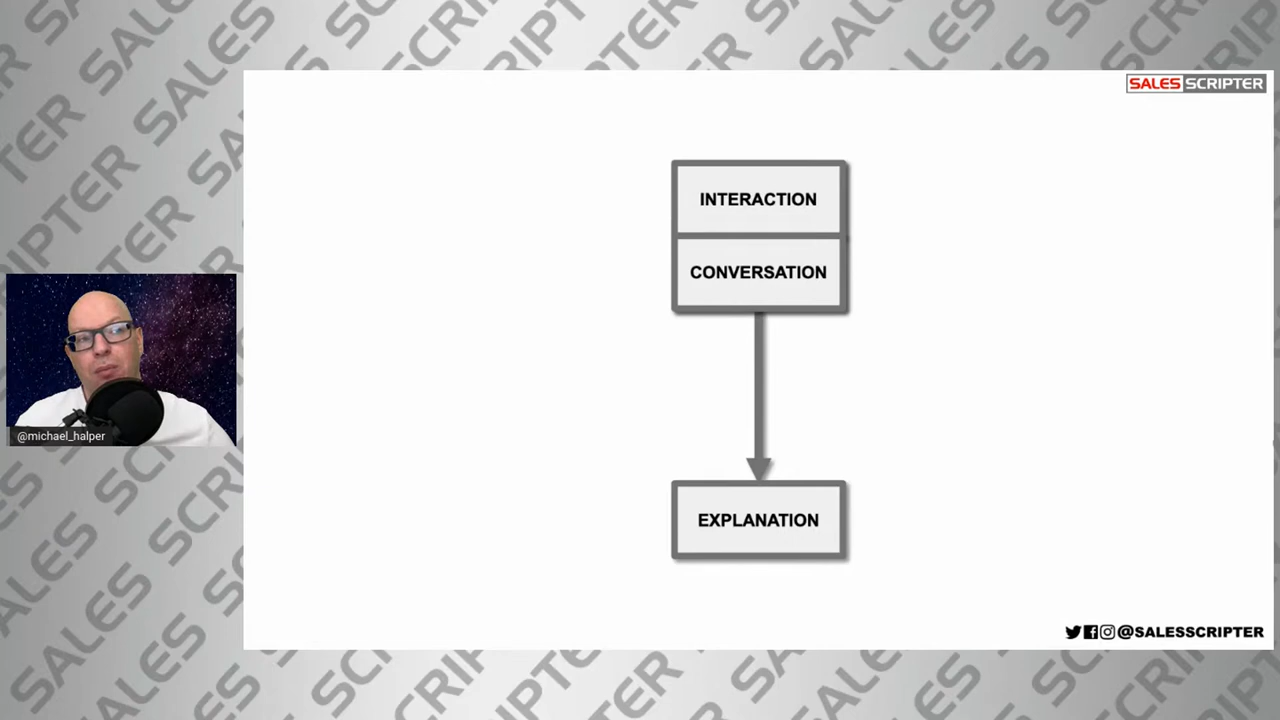 SALES SCRIPTER
INTERACTION
CONVERSATION
EXPLANATION
@michael_halper
@SALESSCRIPTER